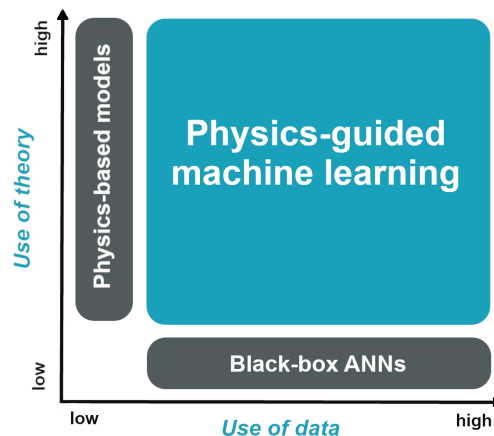 high
Use of theory
low
Physics-based models
Physics-guided
machine learning
Black-box ANNs
low
Use of data
high